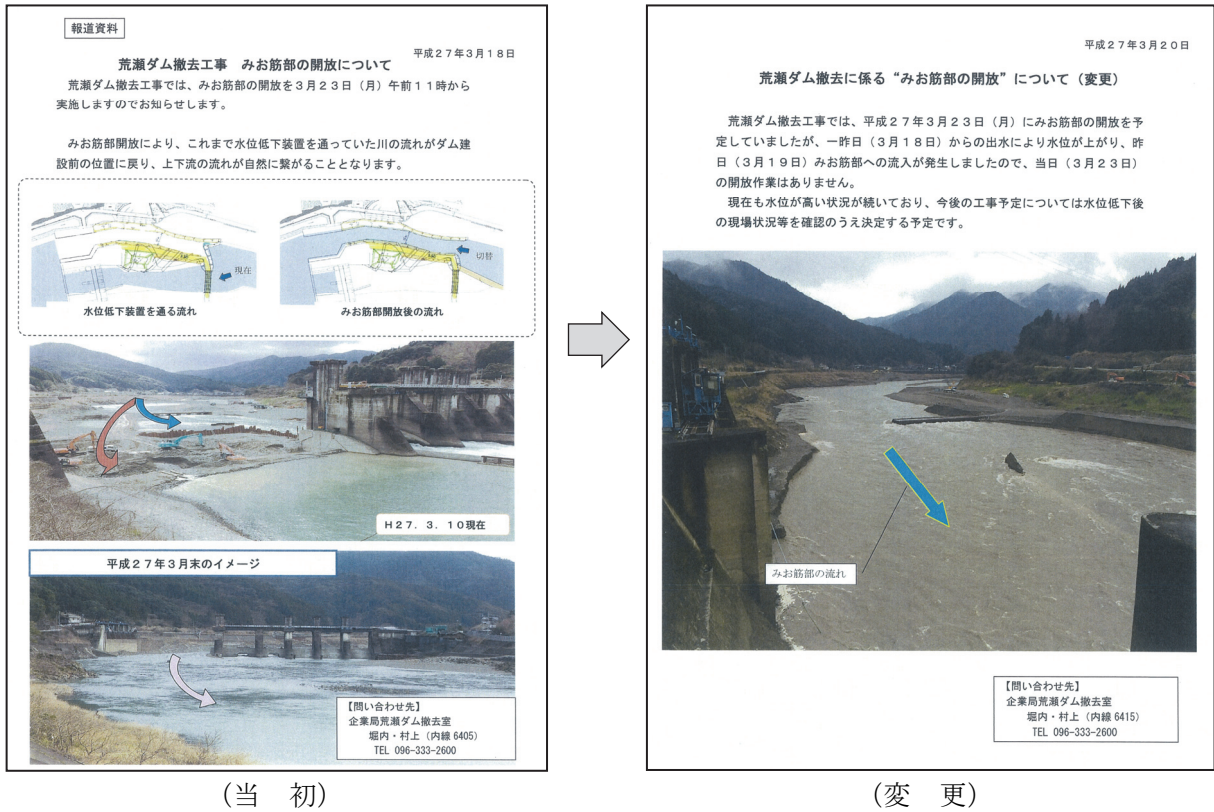 報道資料
平成27年3月18日
荒瀬ダム撤去工事　みお筋部の開放について
荒瀬ダム撤去工事では、みお筋部の開放を3月23日（月）午前11時から
実施しますのでお知らせします。
みお筋部開放により、これまで水位低下装置を通っていた川の流れがダム建
設前の位置に戻り、上下流の流れが自然に繋がることとなります。
現在
切替
水位低下装置を通る流れ
みお筋部開放後の流れ
H27．3．10現在
平成27年3月末のイメージ
【問い合わせ先】
企業局荒瀬ダム撤去室
堀内・村上（内線 6405）
TEL 096-333-2600
（当　初）
平成27年3月20日
荒瀬ダム撤去に係る“みお筋部の開放”について（変更）
荒瀬ダム撤去工事では、平成27年3月23日（月）にみお筋部の開放を予
定していましたが、一昨日（3月18日）からの出水により水位が上がり、昨
日（3月19日）みお筋部への流入が発生しましたので、当日（3月23日）
の開放作業はありません。
現在も水位が高い状況が続いており、今後の工事予定については水位低下後
の現場状況等を確認のうえ決定する予定です。
みお筋部の流れ
【問い合わせ先】
企業局荒瀬ダム撤去室
堀内・村上（内線 6415）
TEL 096-333-2600
（変　更）